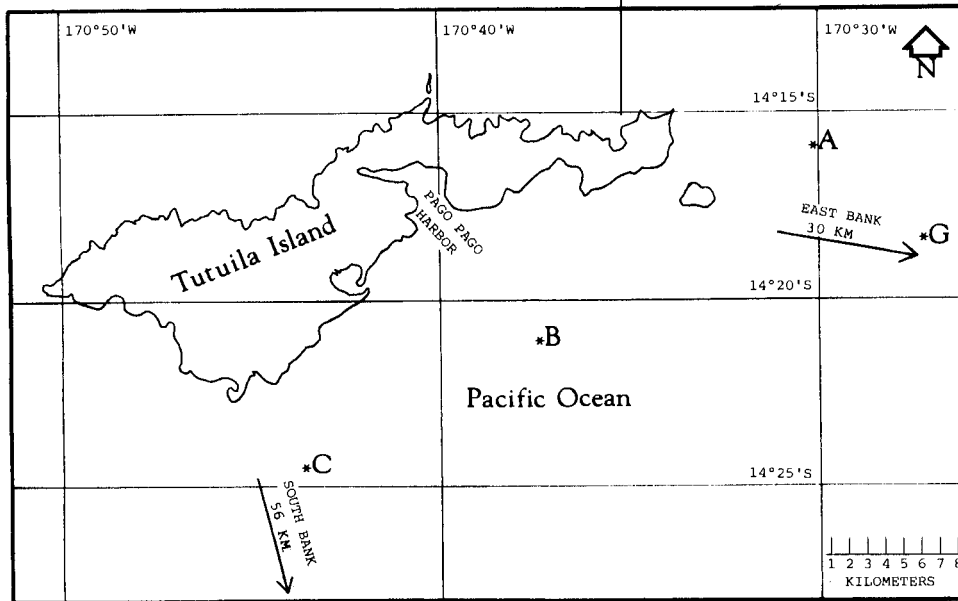 170°50'W
170°40'W
170°30'W
N
14°15'S
*A
PAGO PAGO
HARBOR
EAST BANK
30 KM
*G
Tutuila Island
14°20'S
*B
Pacific Ocean
*C
14°25'S
SOUTH BANK
56 KM
1 2 3 4 5 6 7 8
KILOMETERS